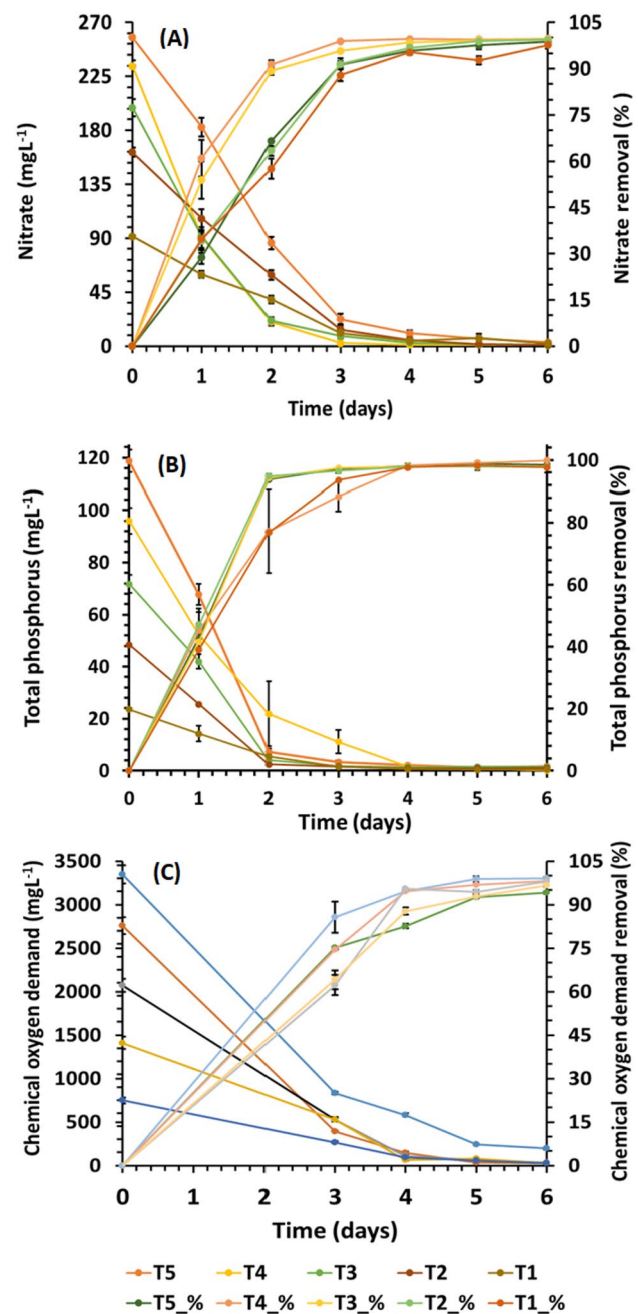 (A)
Nitrate (mgL-1)
270
225
180
135
90
45
0
105
90
75
60
45
30
15
0
Nitrate removal (% )
0 1 2 3 4 5 6
Time (days)
(B)
Total phosphorus (mgL-1)
120
100
80
60
40
20
0
100
80
60
40
20
0
Total phosphorus removal (%)
0 1 2 3 4 5 6
Time (days)
(C)
Chemical oxygen demand (mgL-1)
3500
3000
2500
2000
1500
1000
500
0
105
90
75
60
45
30
15
0
Chemical oxygen demand removal (%)
0 1 2 3 4 5 6
Time (days)
T5 T4 T3 T2 T1
T5_% T4_% T3_% T2_% T1_%